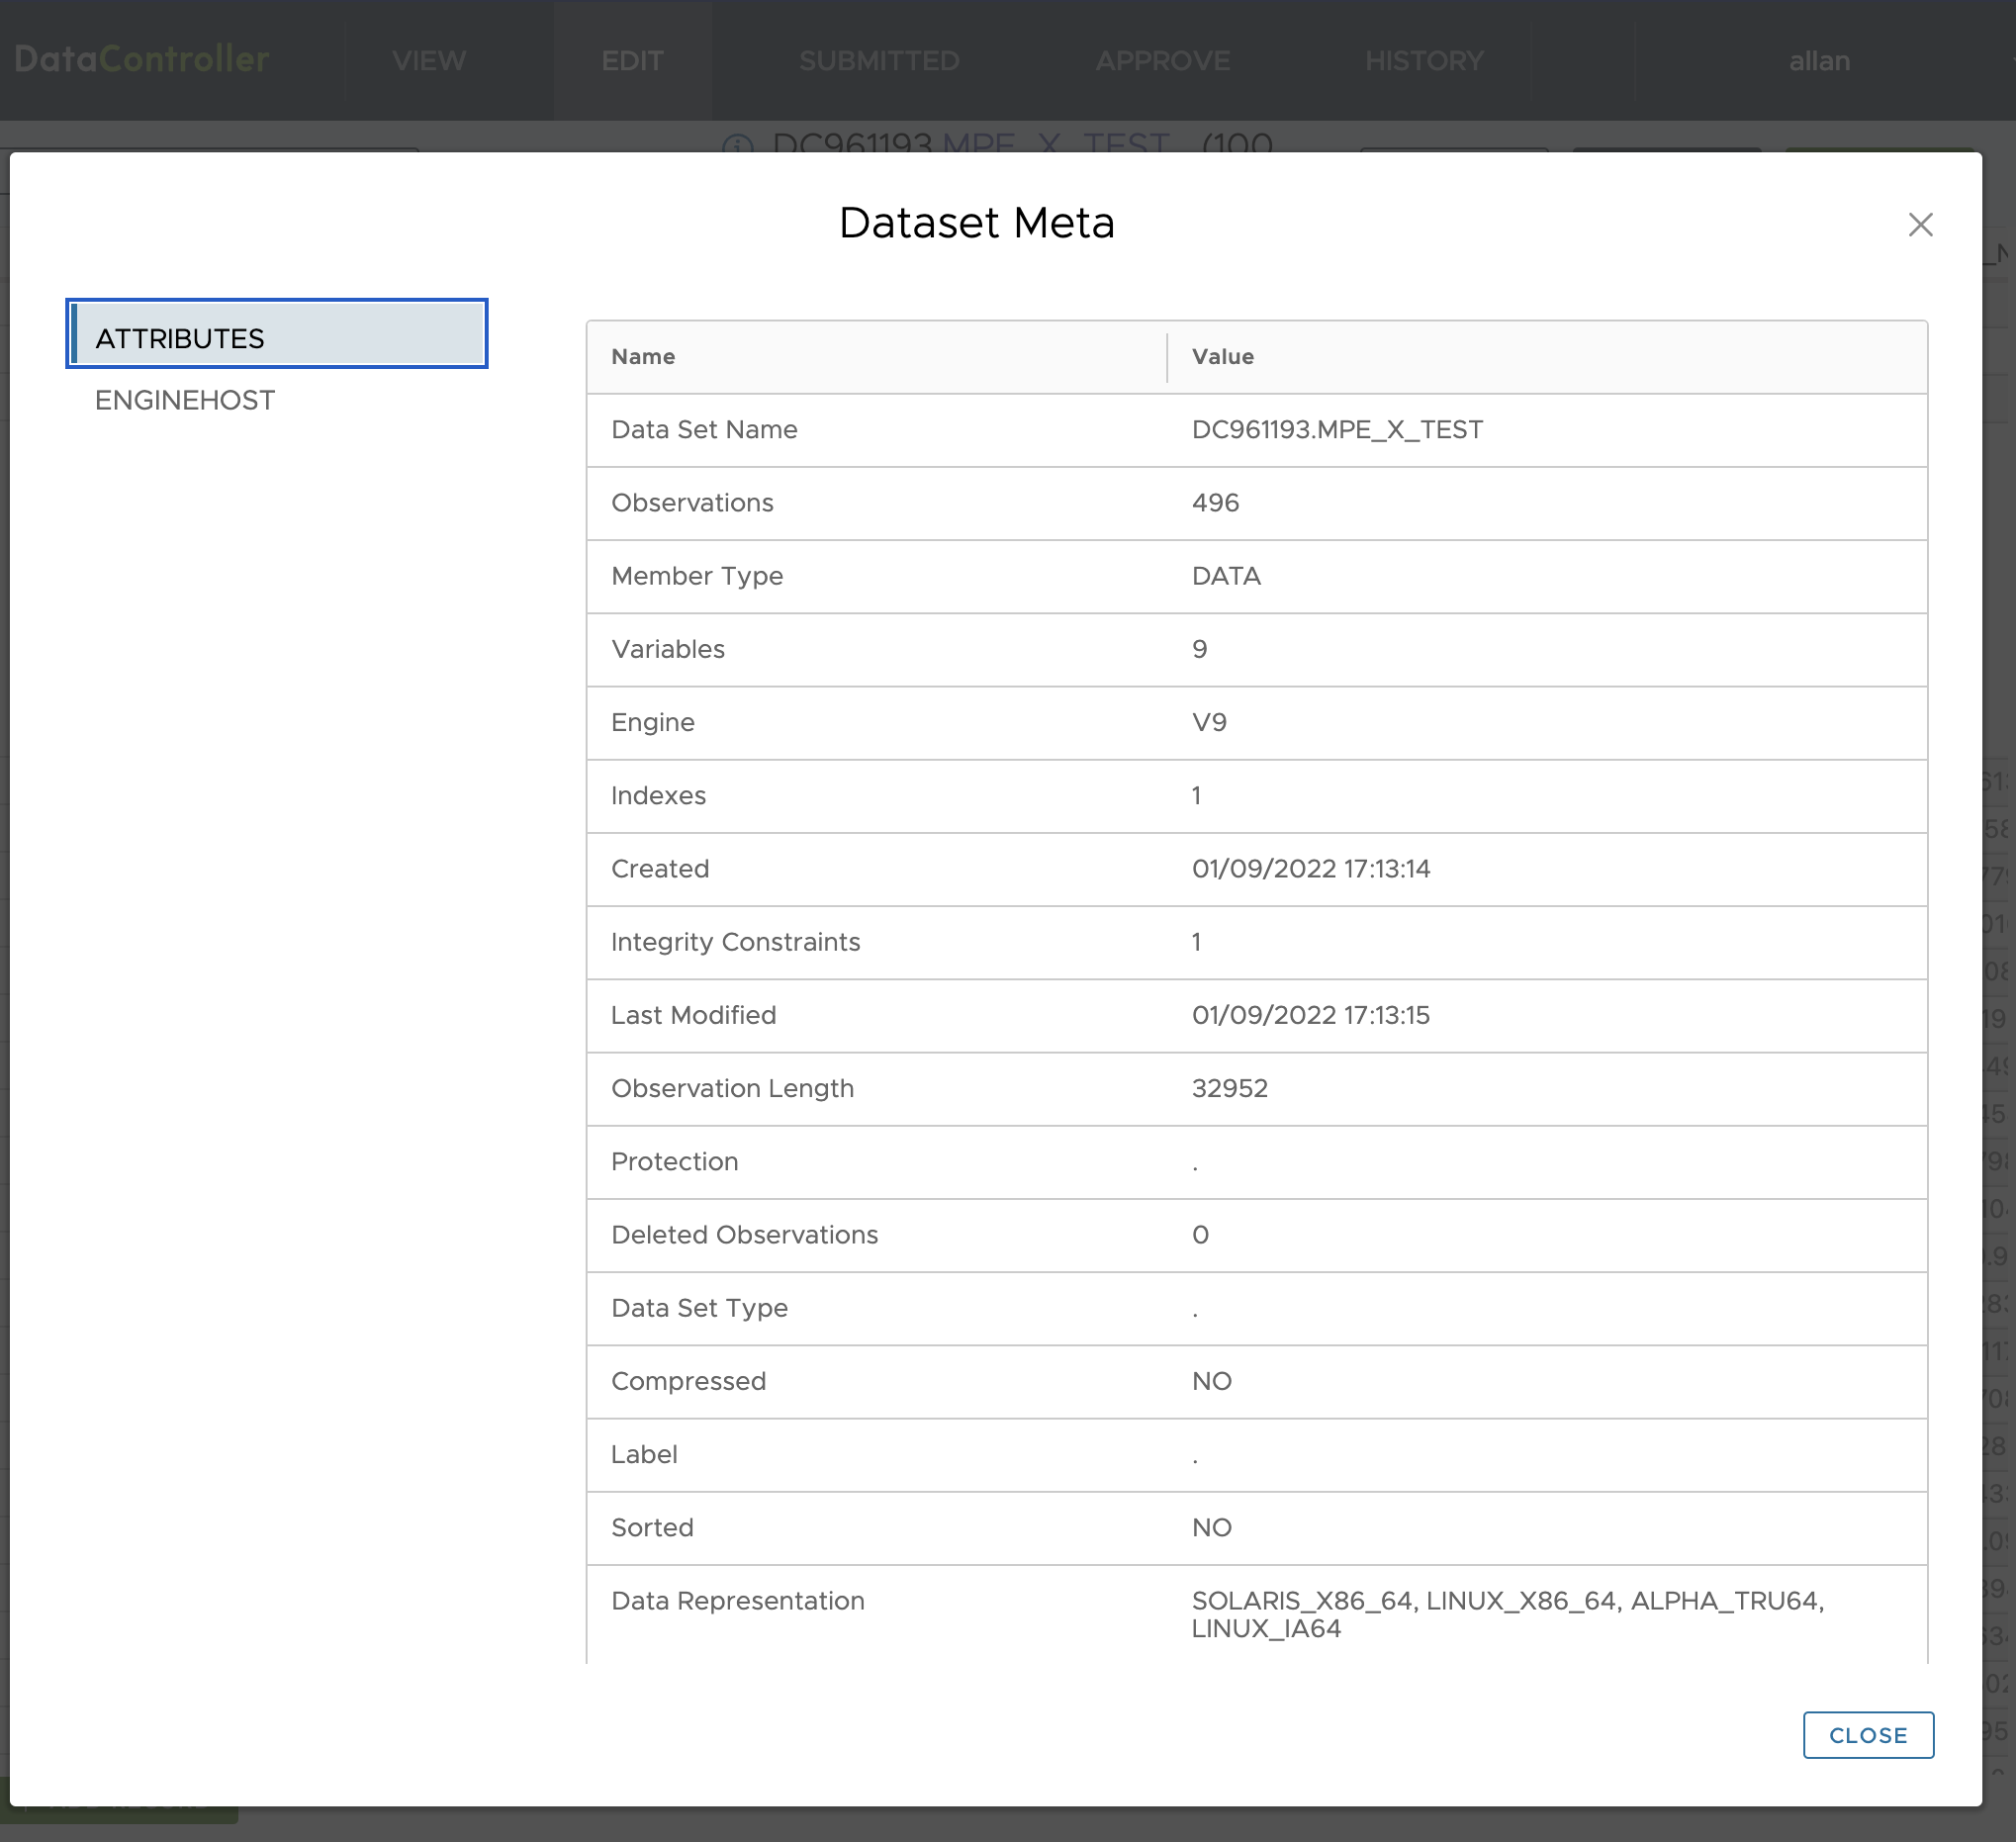 DataController VIEW EDIT SUBMITTED APPROVE HISTORY allan
DC961193.MPE_X_TEST (100
Dataset Meta
ATTRIBUTES
ENGINEHOST
Name Value
Data Set Name DC961193.MPE_X_TEST
Observations 496
Member Type DATA
Variables 9
Engine V9
Indexes 1
Created 01/09/2022 17:13:14
Integrity Constraints 1
Last Modified 01/09/2022 17:13:15
Observation Length 32952
Protection .
Deleted Observations 0
Data Set Type .
Compressed NO
Label .
Sorted NO
Data Representation SOLARIS_X86_64, LINUX_X86_64, ALPHA_TRU64,
LINUX_IA64
CLOSE